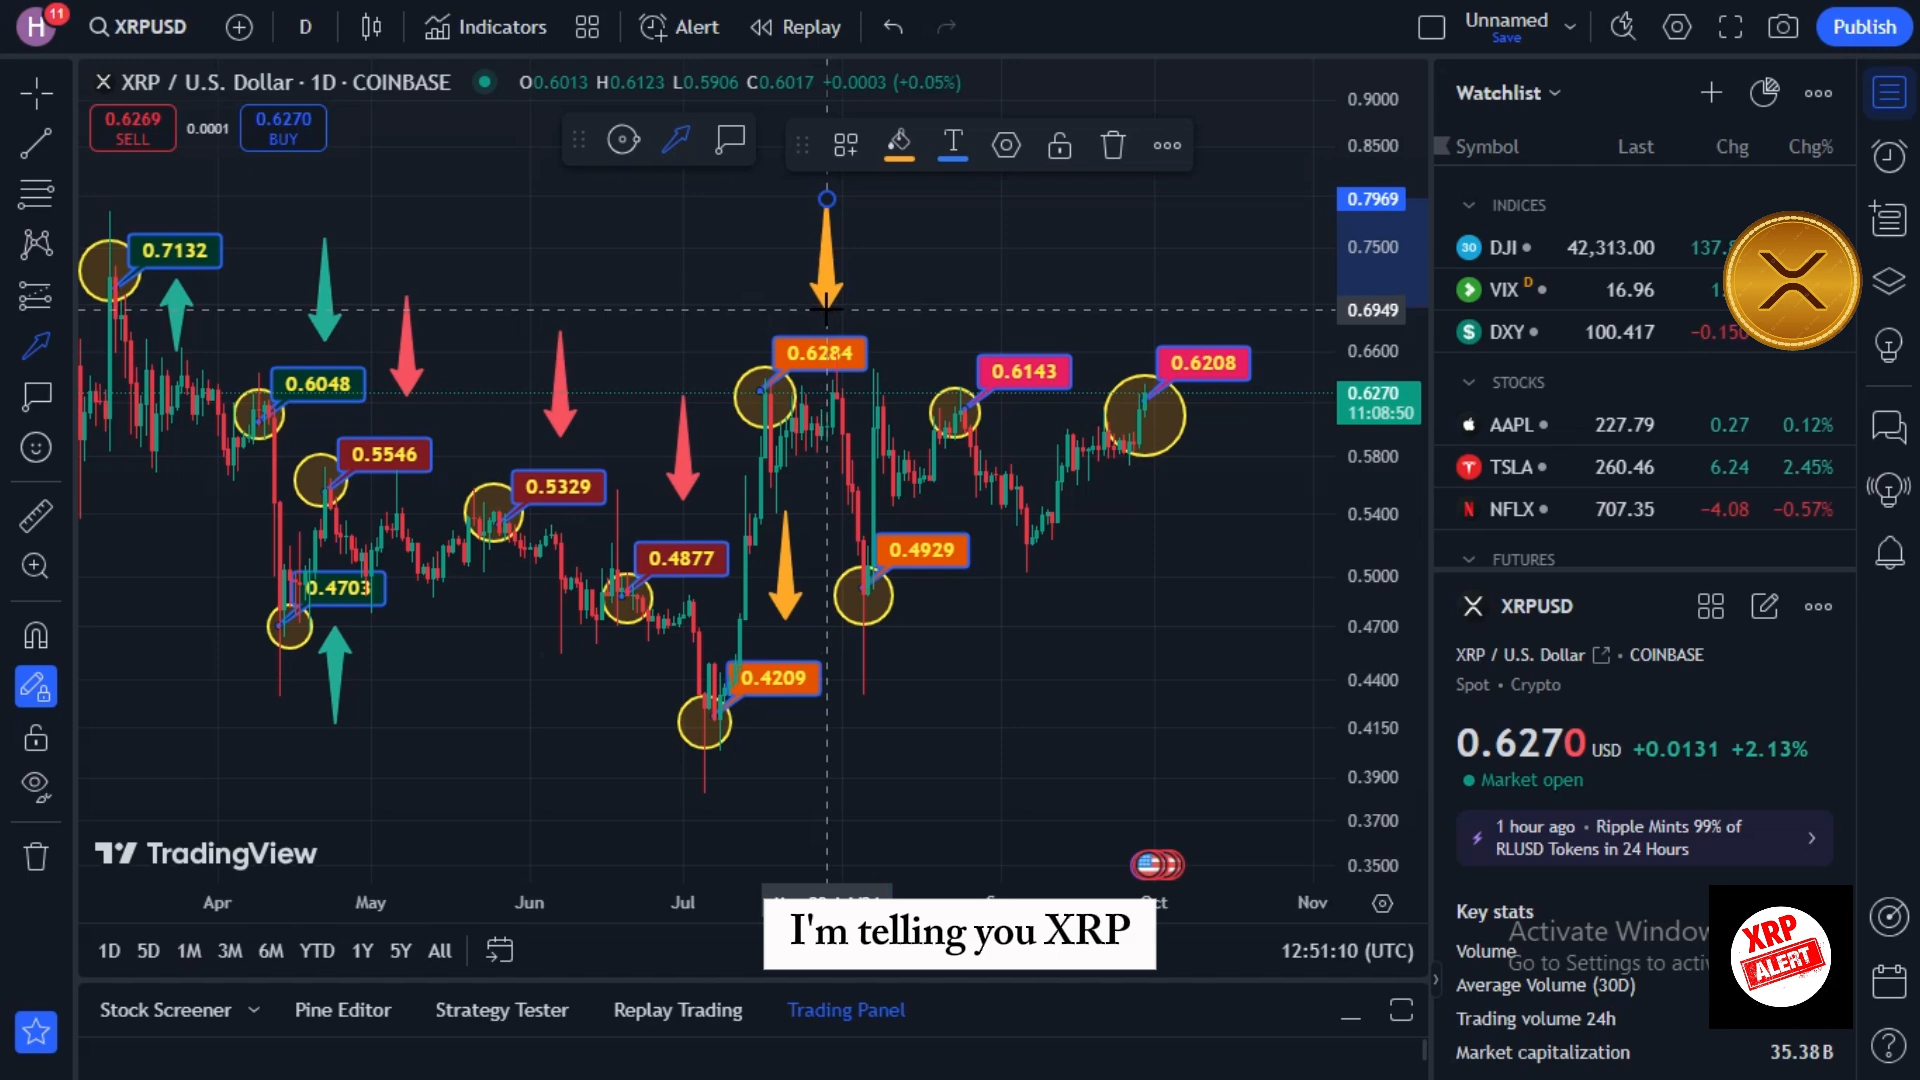 H
11
XRPUSD
D
Indicators
Alert
Replay
Unnamed
Save
Publish
XRP / U.S. Dollar · 1D · COINBASE
O0.6013 H0.6123 L0.5906 C0.6017 +0.0003 (+0.05%)
0.6269
SELL
0.0001
0.6270
BUY
T
0.9000
0.8500
0.7969
0.7500
0.6949
0.6600
0.6270
11:08:50
0.5800
0.5400
0.5000
0.4700
0.4400
0.4150
0.3900
0.3700
0.3500
0.7132
0.6048
0.5546
0.4703
0.5329
0.4877
0.4209
0.6284
0.4929
0.6143
0.6208
TradingView
Apr
May
Jun
Jul
Nov
I'm telling you XRP
1D 5D 1M 3M 6M YTD 1Y 5Y All
12:51:10 (UTC)
Stock Screener
Pine Editor
Strategy Tester
Replay Trading
Trading Panel
Watchlist
Symbol Last Chg Chg%
INDICES
30 DJI 42,313.00
VIX D 16.96
DXY 100.417
STOCKS
AAPL 227.79 0.27 0.12%
TSLA 260.46 6.24 2.45%
N NFLX 707.35 −4.08 −0.57%
FUTURES
XRPUSD
XRP / U.S. Dollar · COINBASE
Spot • Crypto
0.6270 USD +0.0131 +2.13%
Market open
1 hour ago • Ripple Mints 99% of
RLUSD Tokens in 24 Hours
Key stats
Activate Window
Volume
Go to Settings to acti
Average Volume (30D)
Trading volume 24h
Market capitalization 35.38B
XRP
ALERT